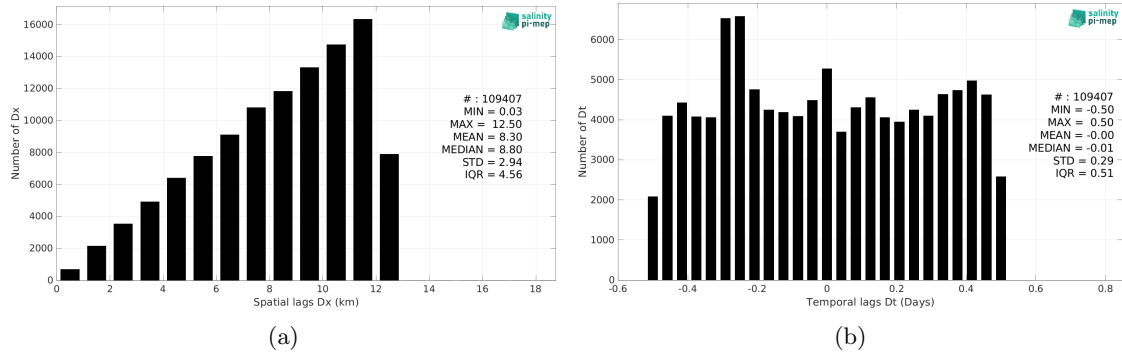 16000
14000
12000
10000
8000
6000
4000
2000
0
Number of Dx
salinity
pi-mep
# : 109407
MIN = 0.03
MAX = 12.50
MEAN = 8.30
MEDIAN = 8.80
STD = 2.94
IQR = 4.56
0 2 4 6 8 10 12 14 16 18
Spatial lags Dx (km)
(a)
6000
5000
4000
3000
2000
1000
0
Number of Dt
salinity
pi-mep
# : 109407
MIN = -0.50
MAX = 0.50
MEAN = -0.00
MEDIAN = -0.01
STD = 0.29
IQR = 0.51
-0.6 -0.4 -0.2 0 0.2 0.4 0.6 0.8
Temporal lags Dt (Days)
(b)